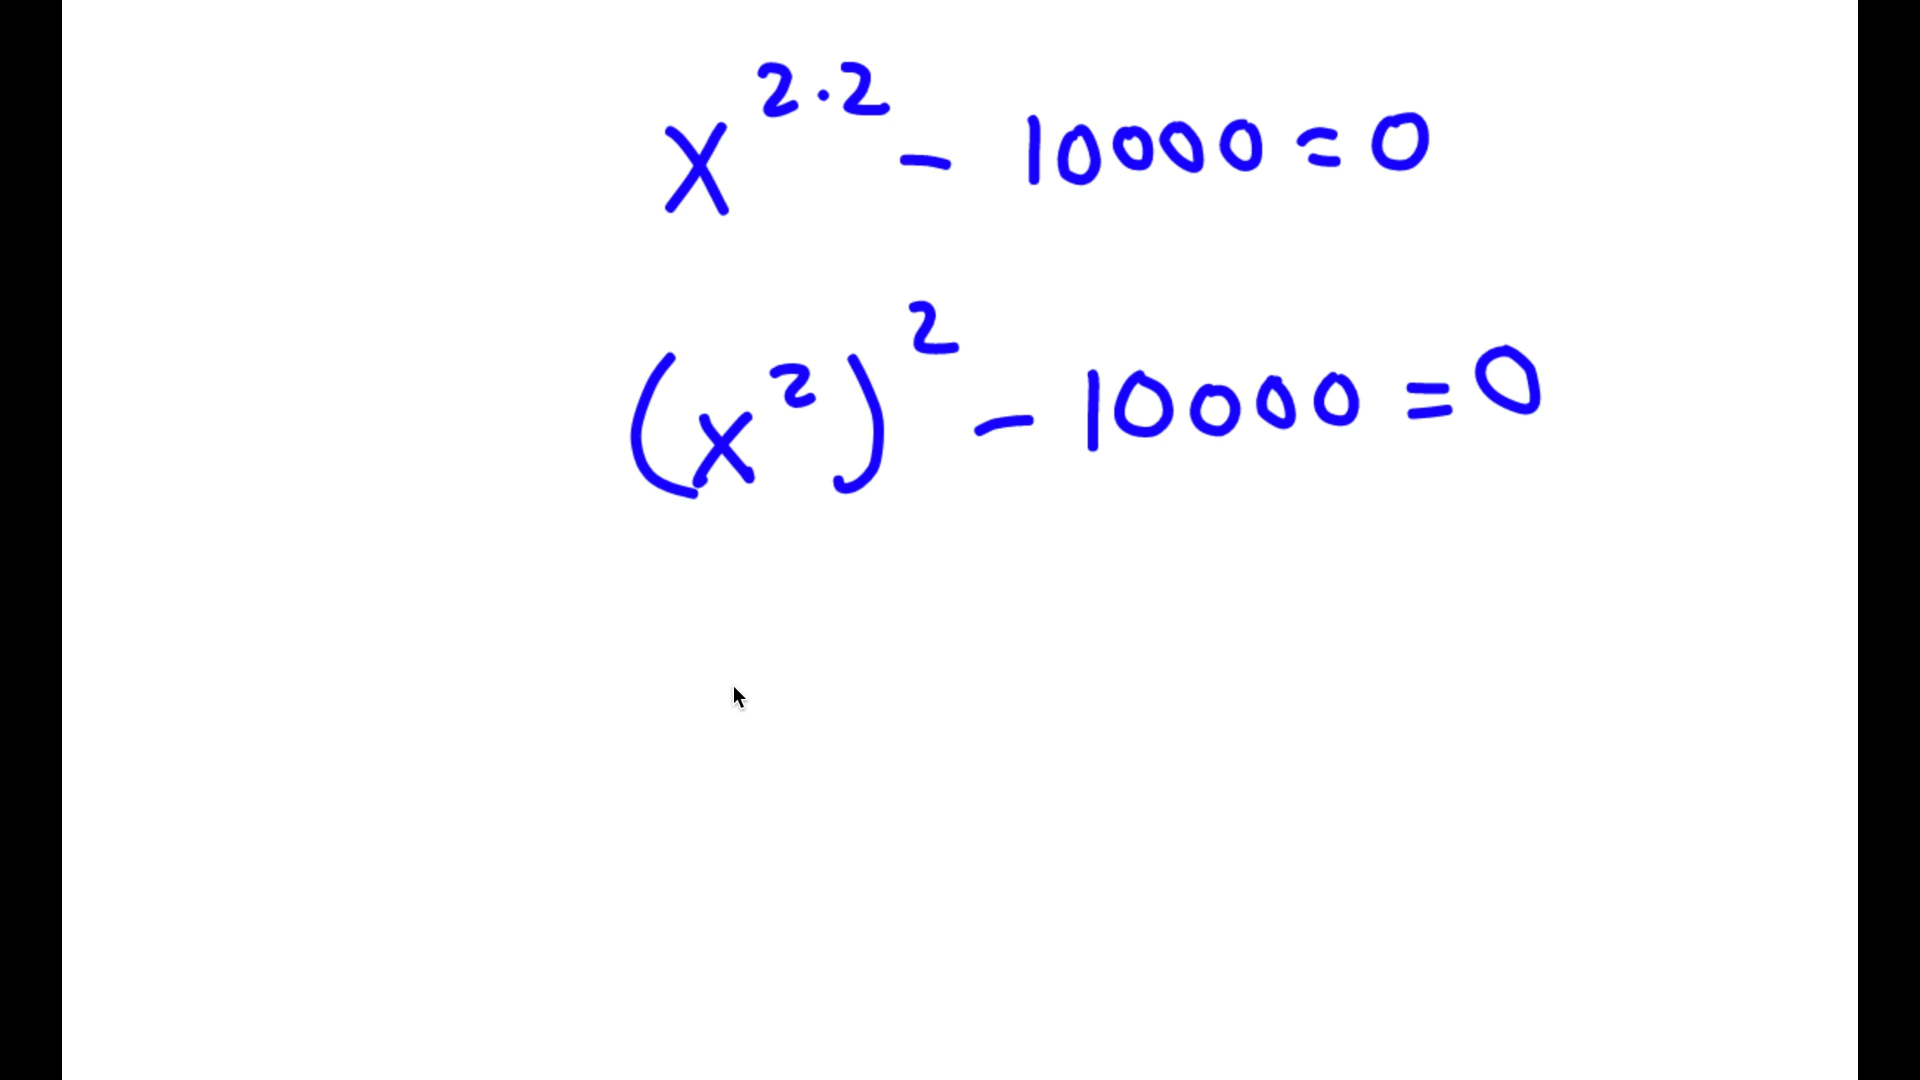 x^{2·2} - 10000 = 0
(x^2)^2 - 10000 = 0